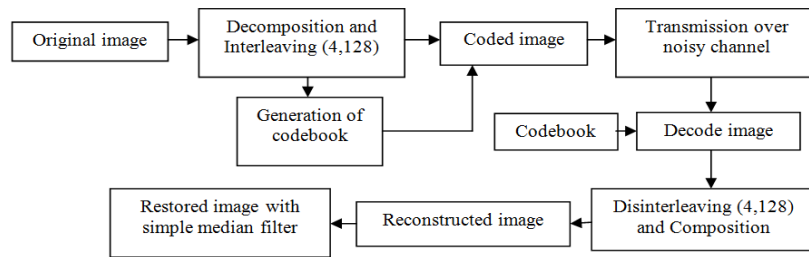 Original image
Decomposition and
Interleaving (4,128)
Coded image
Transmission over
noisy channel
Generation of
codebook
Codebook
Decode image
Restored image with
simple median filter
Reconstructed image
Disinterleaving (4,128)
and Composition